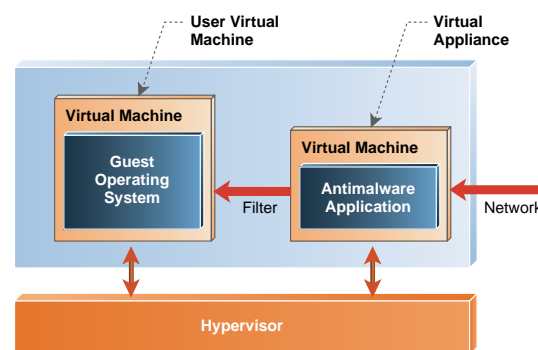 User Virtual
Machine
Virtual
Appliance
Virtual Machine
Guest
Operating
System
Virtual Machine
Antimalware
Application
Filter
Network
Hypervisor